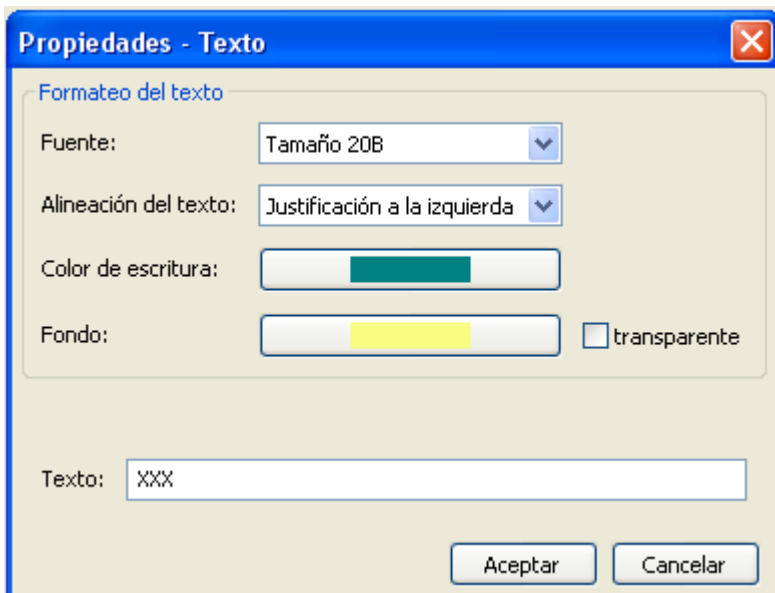 Propiedades - Texto
Formateo del texto
Fuente: Tamaño 20B
Alineación del texto: Justificación a la izquierda
Color de escritura:
Fondo: transparente
Texto: XXX
Aceptar Cancelar